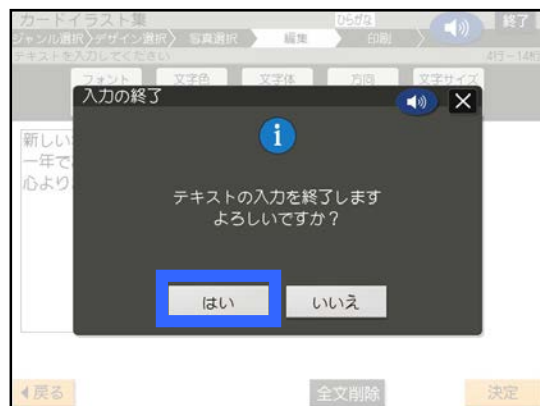 カードイラスト集
ひらがな
終了
ジャンル選択
デザイン選択
写真選択
編集
印刷
テキストを入力してください
4行-14桁
フォント
文字色
文字体
方向
文字サイズ
入力の終了
新しい
一年で
心より
テキストの入力を終了します
よろしいですか？
はい
いいえ
戻る
全文削除
決定